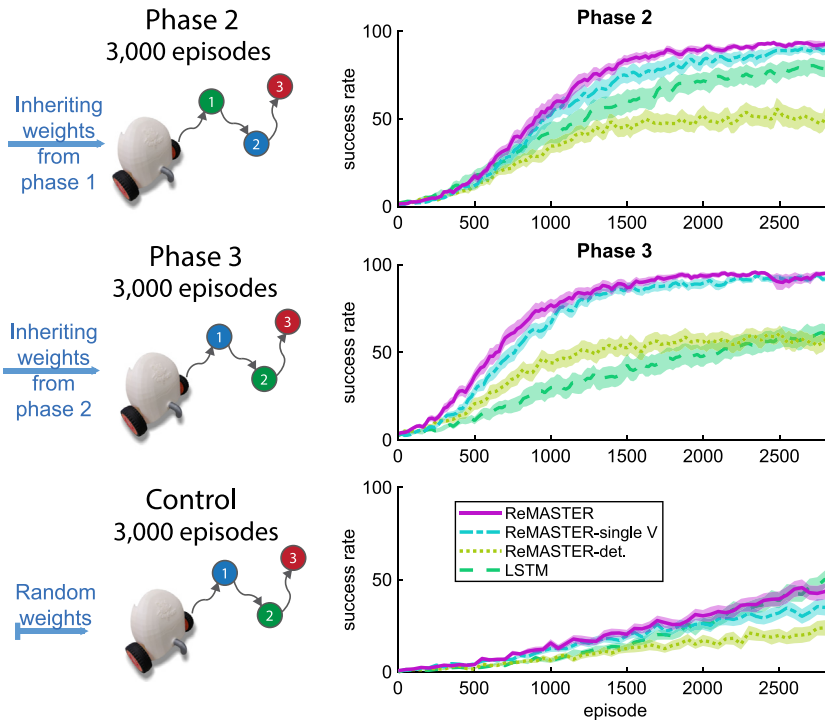 Phase 2
3,000 episodes
Inheriting
weights
from
phase 1
1
2
3
Phase 2
success rate
100
50
0
0
500
1000
1500
2000
2500
Phase 3
3,000 episodes
Inheriting
weights
from
phase 2
1
2
3
Phase 3
success rate
100
50
0
0
500
1000
1500
2000
2500
Control
3,000 episodes
Random
weights
1
2
3
success rate
100
50
0
0
500
1000
1500
2000
2500
episode
ReMASTER
ReMASTER-single V
ReMASTER-det.
LSTM